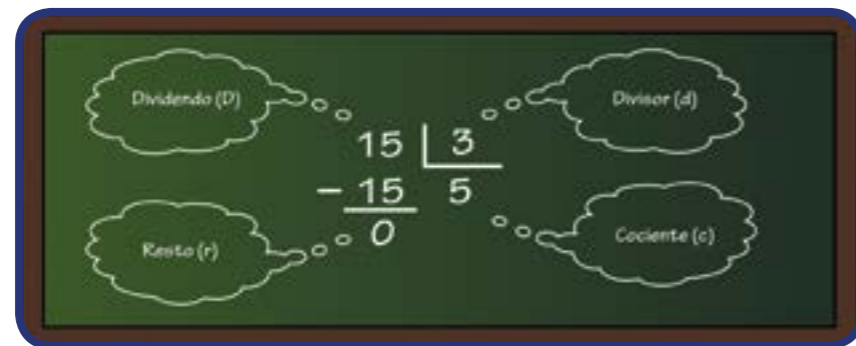 Dividendo (D)
Divisor (d)
15 3
- 15 5
0
Resto (r)
Cociente (c)